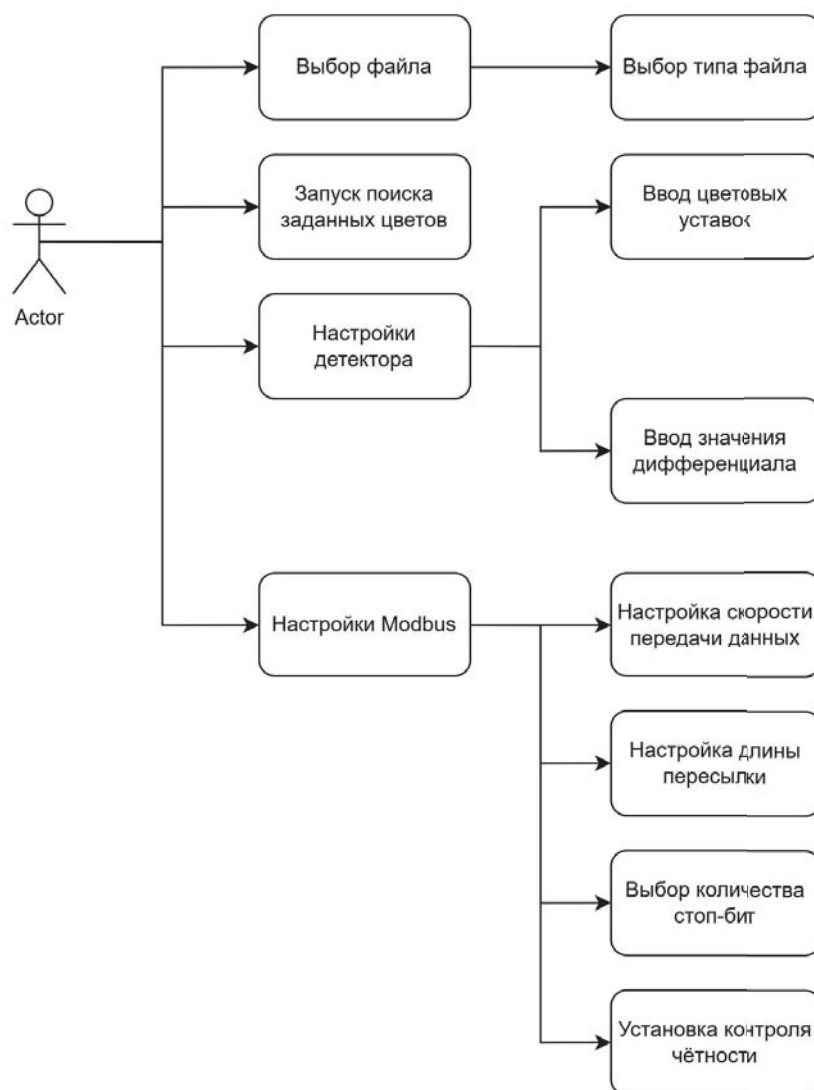 Выбор файла
Выбор типа файла
Запуск поиска
заданных цветов
Ввод цветовых
уставок
Actor
Настройки
детектора
Ввод значения
дифференциала
Настройки Modbus
Настройка скорости
передачи данных
Настройка длины
пересылки
Выбор количества
стоп-бит
Установка контроля
чётности